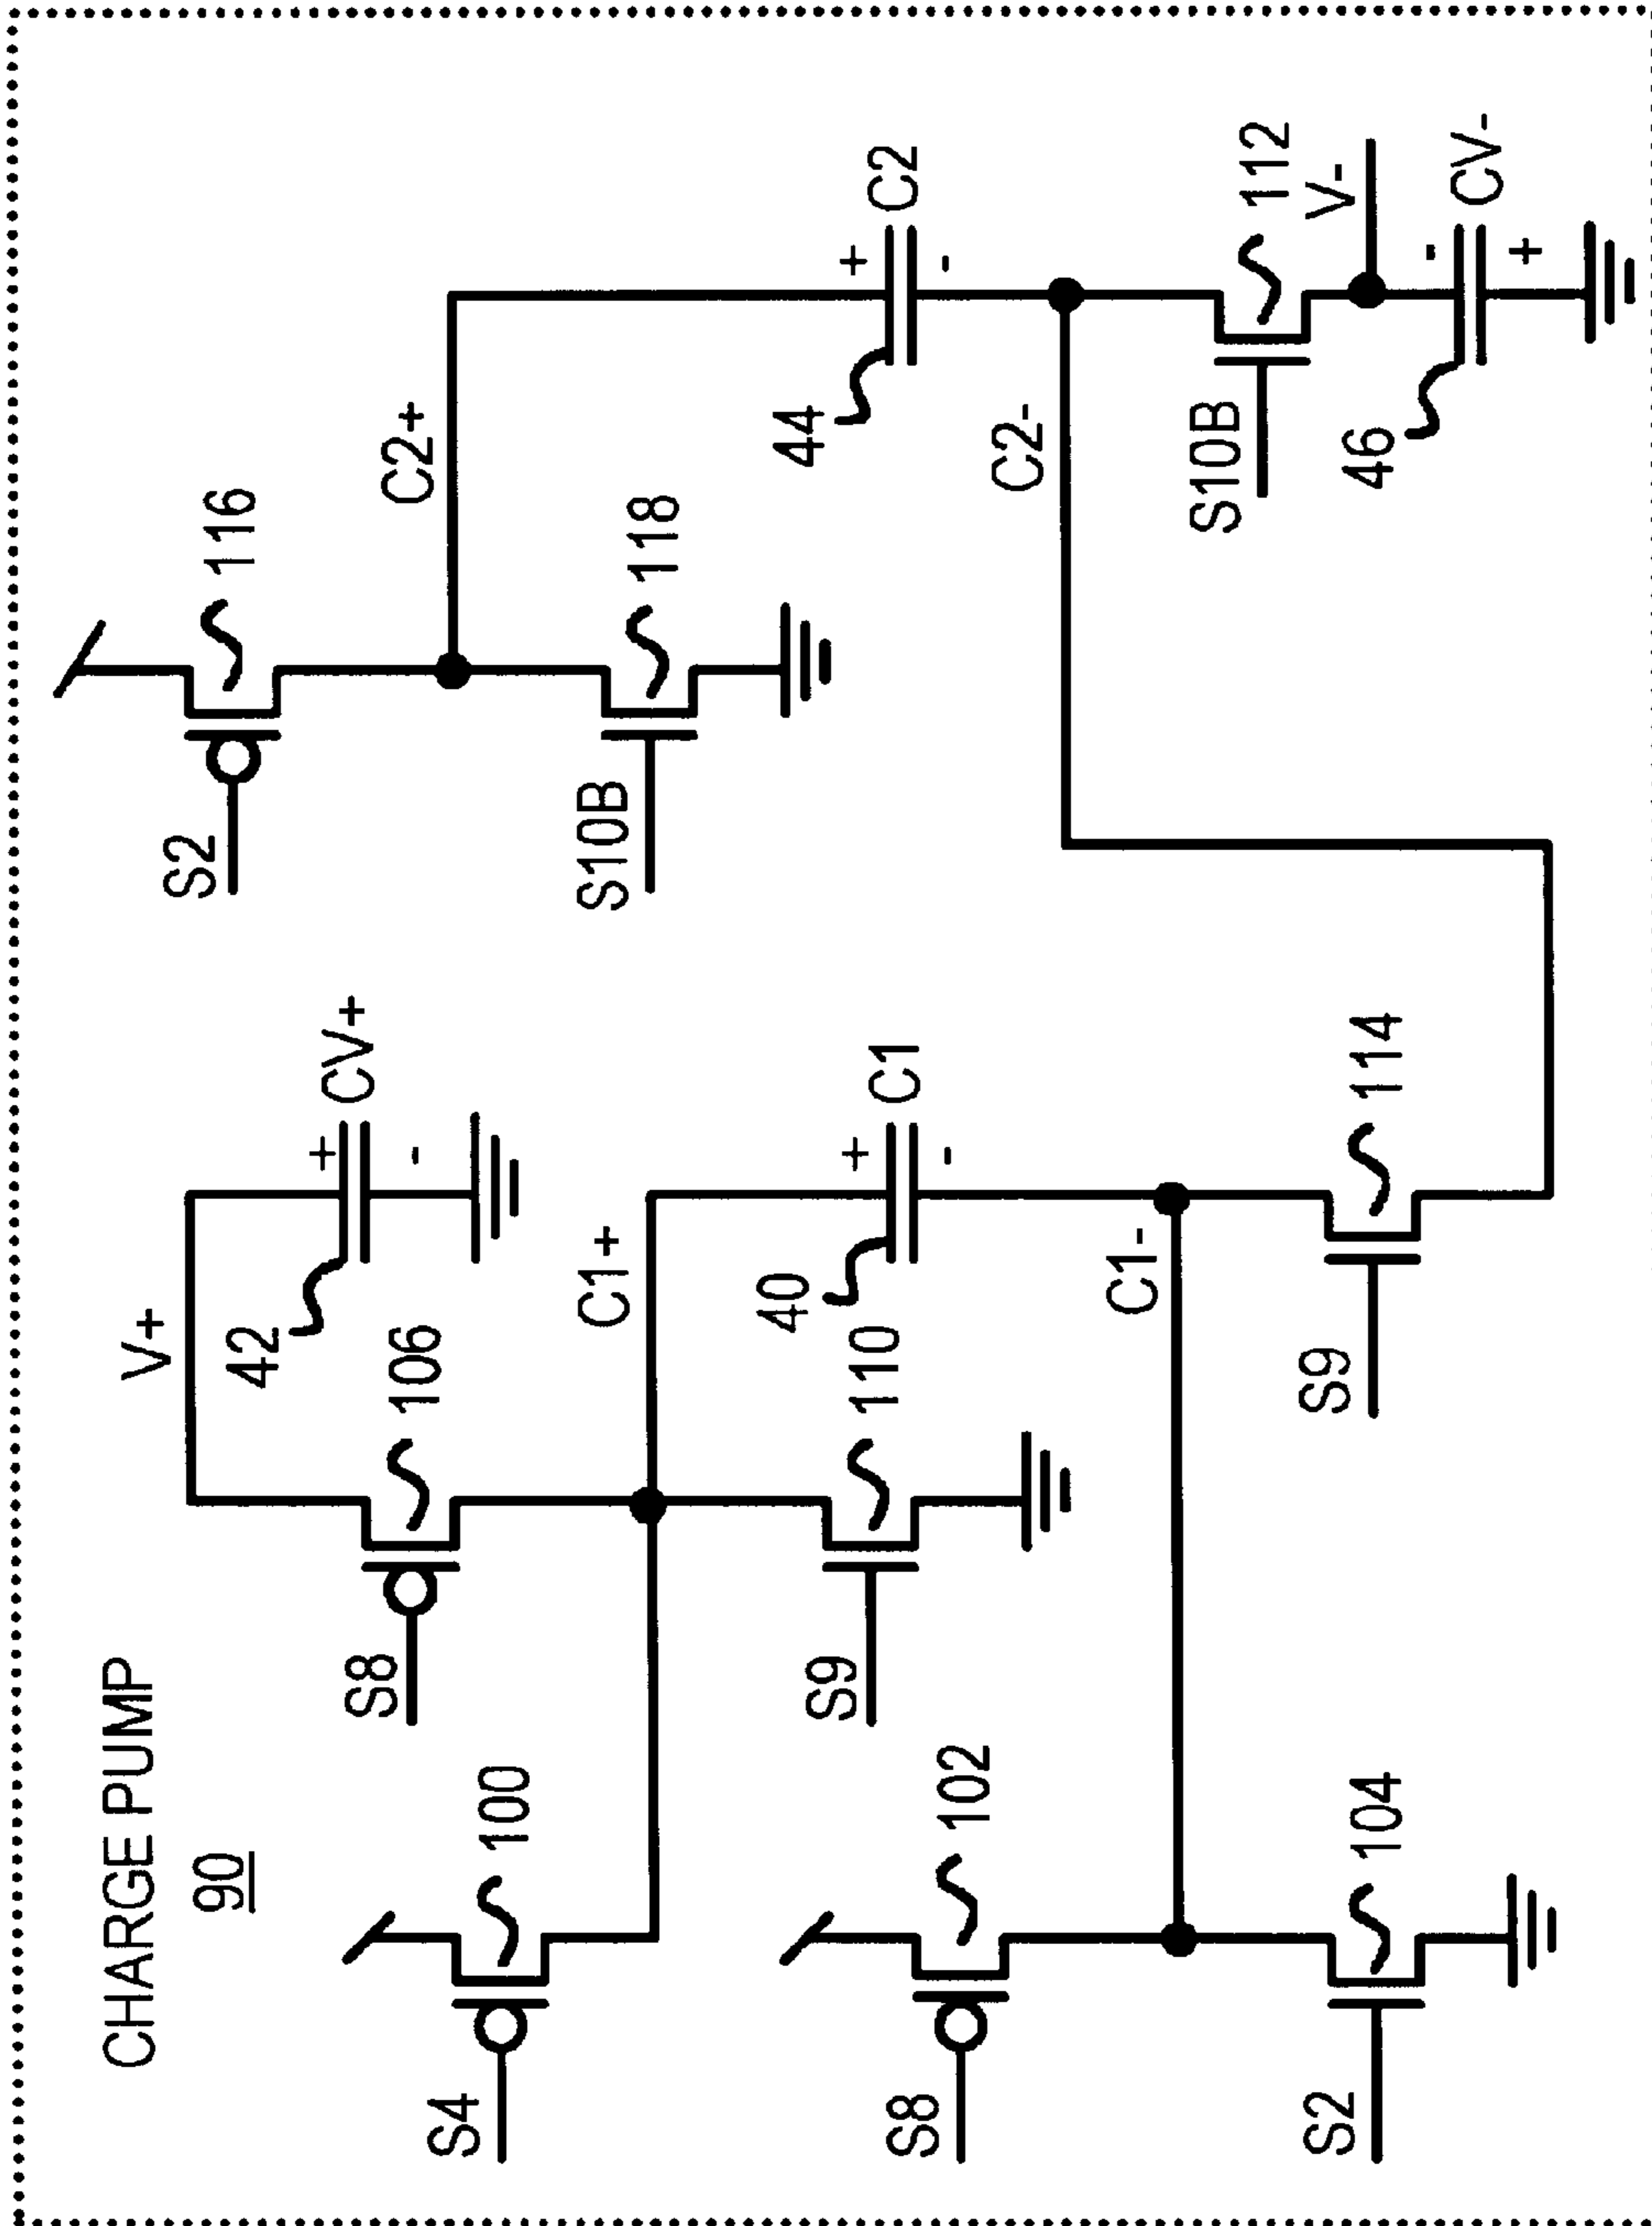 CHARGE PUMP
90
V+
42
+
CV+
-
S2
116
S4
100
S8
106
C2+
C1+
S10B
118
S9
110
40
+
C1
-
44
+
C2
-
S8
102
C1-
C2-
S2
104
S9
114
S10B
112
V-
46
-
CV-
+